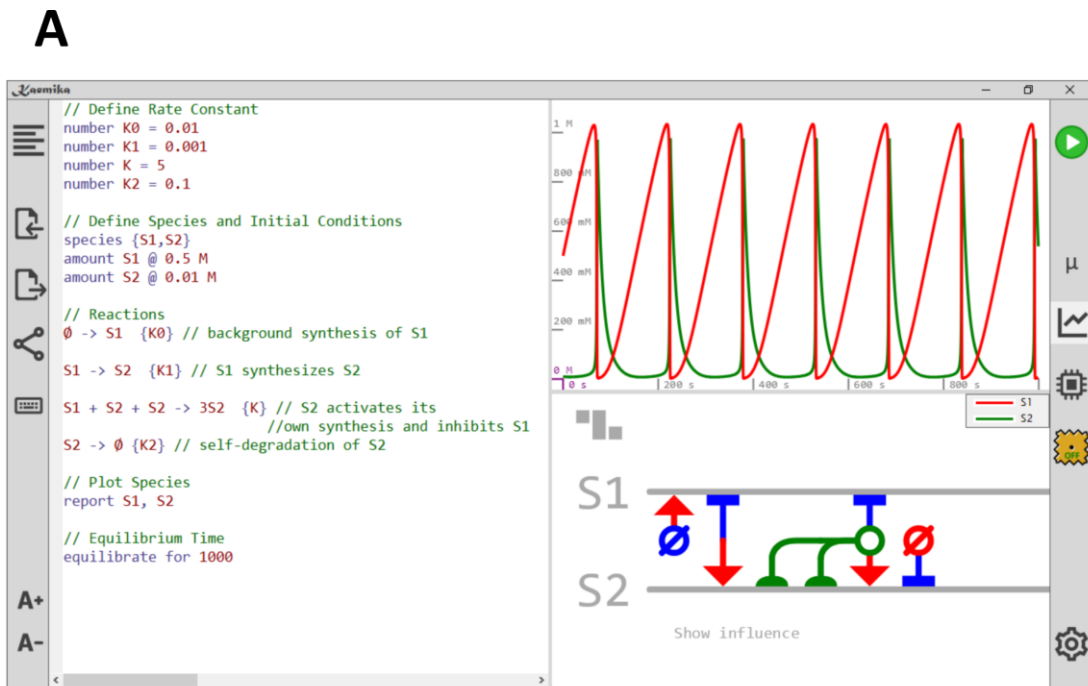 A
Kaemika
// Define Rate Constant
number K0 = 0.01
number K1 = 0.001
number K = 5
number K2 = 0.1
// Define Species and Initial Conditions
species {S1,S2}
amount S1 @ 0.5 M
amount S2 @ 0.01 M
// Reactions
Ø -> S1 {K0} // background synthesis of S1
S1 -> S2 {K1} // S1 synthesizes S2
S1 + S2 + S2 -> 3S2 {K} // S2 activates its
//own synthesis and inhibits S1
S2 -> Ø {K2} // self-degradation of S2
// Plot Species
report S1, S2
// Equilibrium Time
equilibrate for 1000
A+
A-
1 M
800 mM
600 mM
400 mM
200 mM
0 M
0 s
200 s
400 s
600 s
800 s
S1
S2
S1
S2
Show influence
μ
OFF